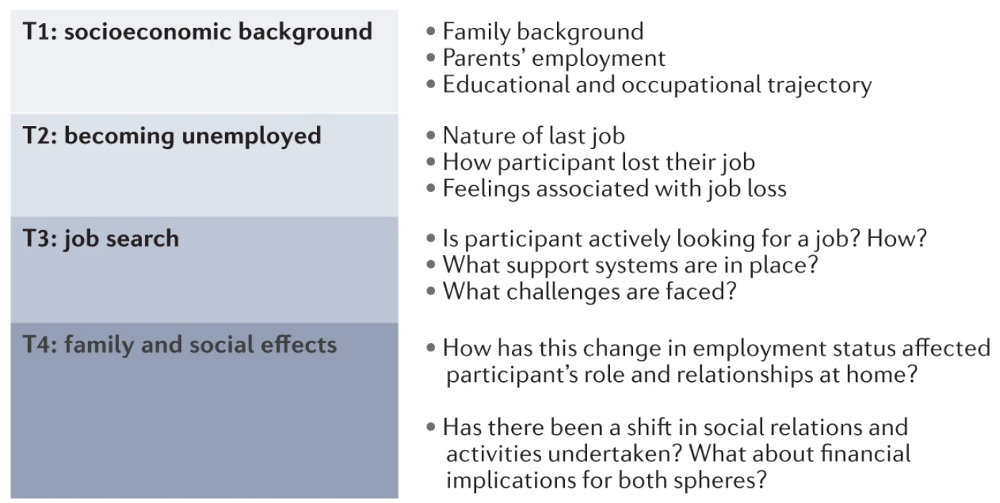 T1: socioeconomic background
• Family background
• Parents’ employment
• Educational and occupational trajectory
T2: becoming unemployed
• Nature of last job
• How participant lost their job
• Feelings associated with job loss
T3: job search
• Is participant actively looking for a job? How?
• What support systems are in place?
• What challenges are faced?
T4: family and social effects
• How has this change in employment status affected
participant’s role and relationships at home?
• Has there been a shift in social relations and
activities undertaken? What about financial
implications for both spheres?